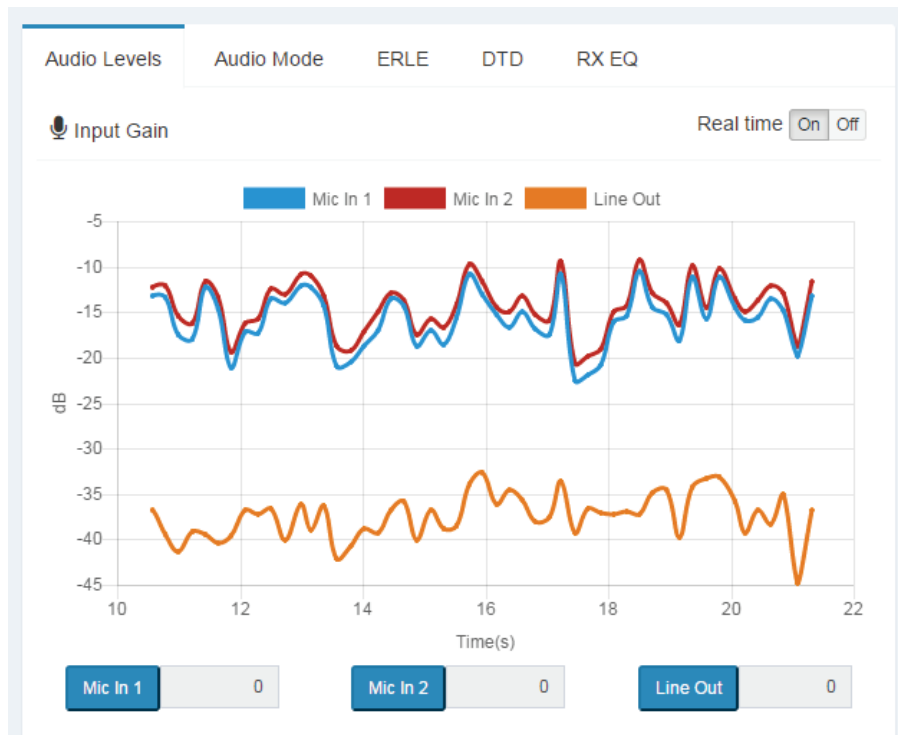 Audio Levels Audio Mode ERLE DTD RX EQ
Input Gain Real time On Off
Mic In 1 Mic In 2 Line Out
-5
-10
-15
-20
-25
-30
-35
-40
-45
dB
10 12 14 16 18 20 22
Time(s)
Mic In 1 0 Mic In 2 0 Line Out 0